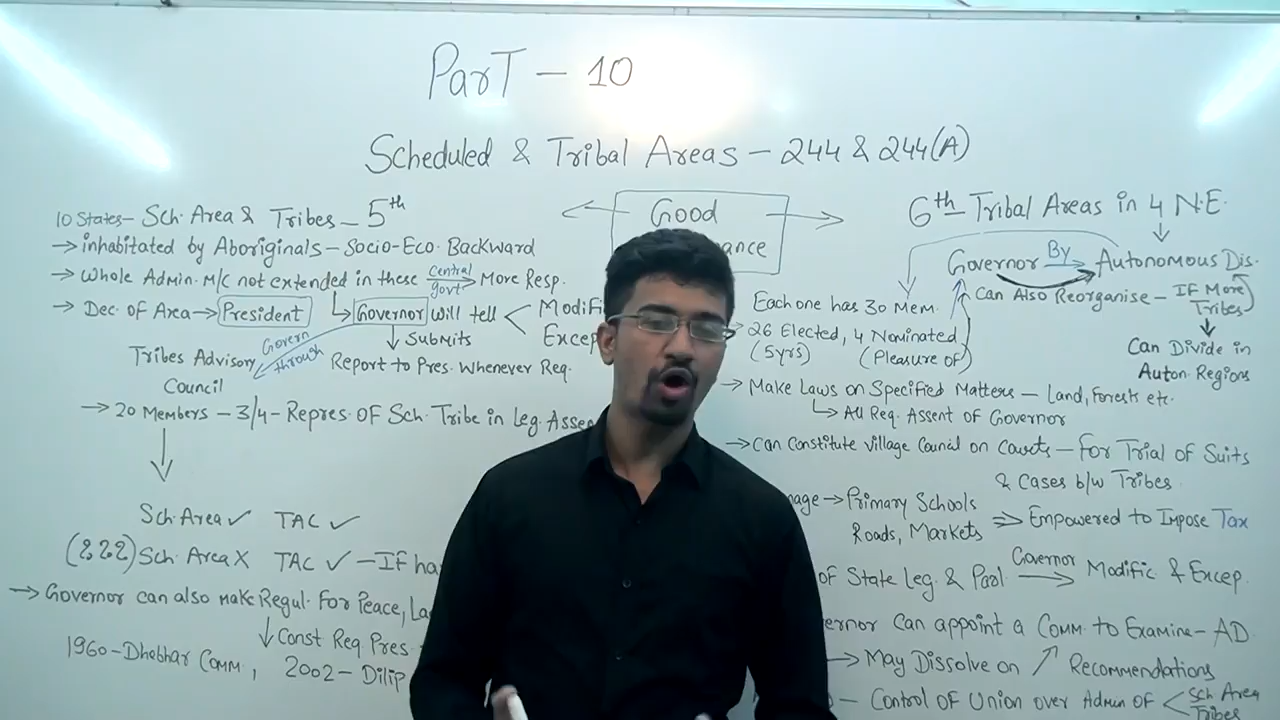 ParT - 10
Scheduled & Tribal Areas - 244 & 244(A)
Good
10 States- Sch. Area & Tribes - 5th
→ inhabitated by Aboriginals - Socio-Eco. Backward
→ Whole Admin. M/C not extended in these central govt → More Resp.
→ Dec. of Area → President
Governor will tell <
Submits
Govern through
Tribes Advisory Council
Report to Pres. Whenever Req.
→ 20 Members - 3/4 - Repres of Sch. Tribe in Leg.
Sch. Area ✓ TAC ✓
Sch. Area X TAC ✓ - IF
→ Governor can also make Regul. For Peace,
Const Req Pres
1960 - Dhebhar Comm, 2002 - Dilip
6th - Tribal Areas in 4 N.E.
Governor By → Autonomous Dis.
Can Also Reorganise - IF More Tribes
Can Divide in Auton. Regions
Each one has 30 Mem.
26 Elected, 4 Nominated
(5yrs) (Pleasure of)
→ Make Laws on Specified Matters - Land, Forests etc.
All Req. Assent of Governor
→ Can Constitute Village Council on Courts - For Trial of Suits
& Cases b/w Tribes
→ Primary Schools
Roads, Markets ⇒ Empowered to Impose Tax
of State Leg. & Parl Governor → Modific. & Excep.
Can appoint a Comm. to Examine - AD
→ May Dissolve on Recommendations
- Control of Union over Admin of < Sch Area
Tribes